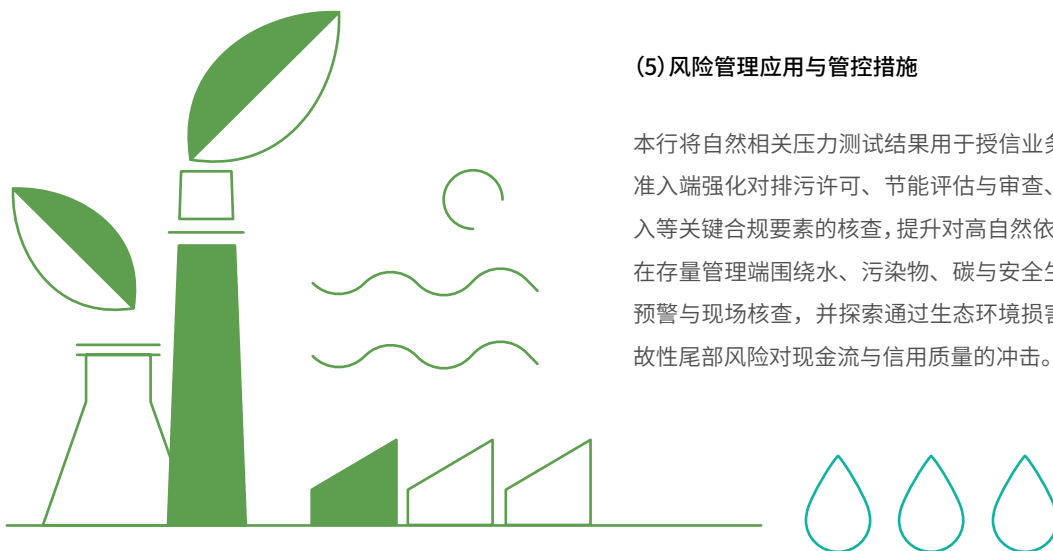 （5）风险管理应用与管控措施
本行将自然相关压力测试结果用于授信业务
准入端强化对排污许可、节能评估与审查、
入等关键合规要素的核查，提升对高自然依
在存量管理端围绕水、污染物、碳与安全生
预警与现场核查，并探索通过生态环境损害
故性尾部风险对现金流与信用质量的冲击。